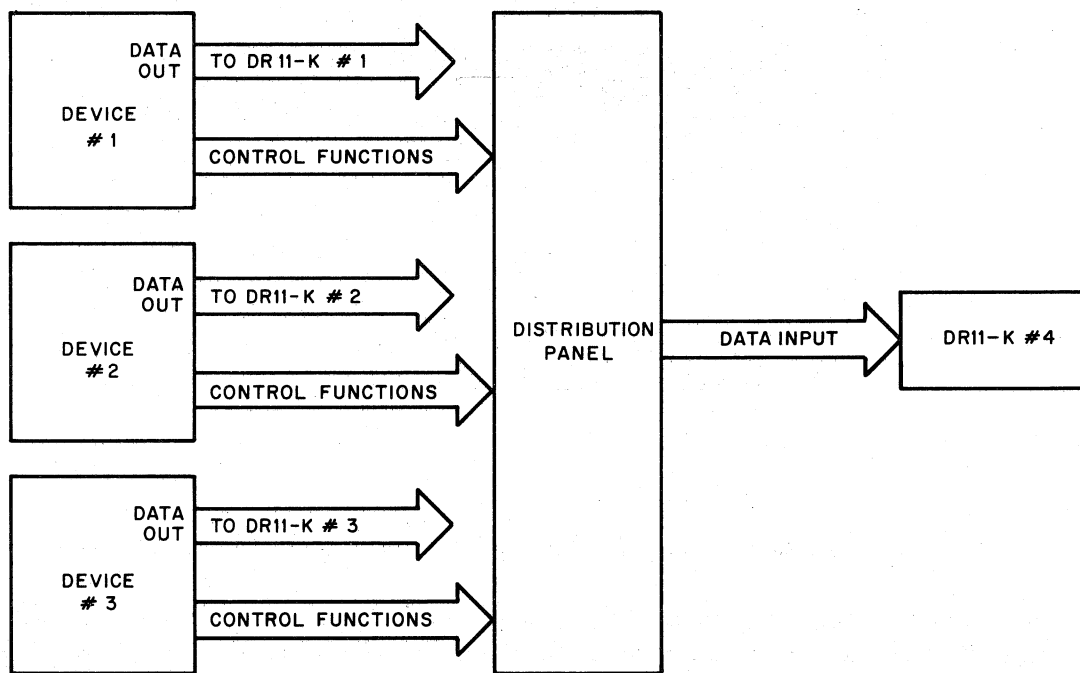 DATA
OUT
TO DR11-K # 1
DEVICE
# 1
CONTROL FUNCTIONS
DATA
OUT
TO DR11-K # 2
DEVICE
#2
CONTROL FUNCTIONS
DATA
OUT
TO DR11-K # 3
DEVICE
# 3
CONTROL FUNCTIONS
DISTRIBUTION
PANEL
DATA INPUT
DR11-K #4